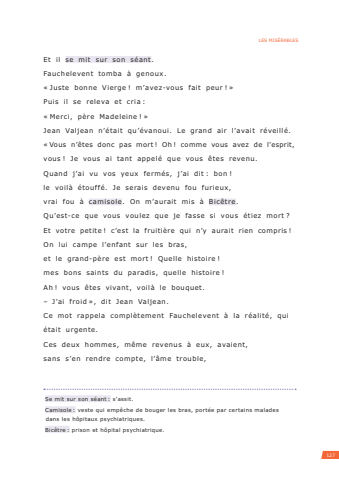 LES MISÉRABLES
Et il se mit sur son séant.
Fauchelevent tomba à genoux.
« Juste bonne Vierge ! m’avez-vous fait peur ! »
Puis il se releva et cria :
« Merci, père Madeleine ! »
Jean Valjean n’était qu’évanoui. Le grand air l’avait réveillé.
« Vous n’êtes donc pas mort ! Oh ! comme vous avez de l’esprit,
vous ! Je vous ai tant appelé que vous êtes revenu.
Quand j’ai vu vos yeux fermés, j’ai dit : bon !
le voilà étouffé. Je serais devenu fou furieux,
vrai fou à camisole. On m’aurait mis à Bicêtre.
Qu’est-ce que vous voulez que je fasse si vous étiez mort ?
Et votre petite ! c’est la fruitière qui n’y aurait rien compris !
On lui campe l’enfant sur les bras,
et le grand-père est mort ! Quelle histoire !
mes bons saints du paradis, quelle histoire !
Ah ! vous êtes vivant, voilà le bouquet.
– J’ai froid », dit Jean Valjean.
Ce mot rappela complètement Fauchelevent à la réalité, qui
était urgente.
Ces deux hommes, même revenus à eux, avaient,
sans s’en rendre compte, l’âme trouble,
Se mit sur son séant : s’assit.
Camisole : veste qui empêche de bouger les bras, portée par certains malades
dans les hôpitaux psychiatriques.
Bicêtre : prison et hôpital psychiatrique.
127